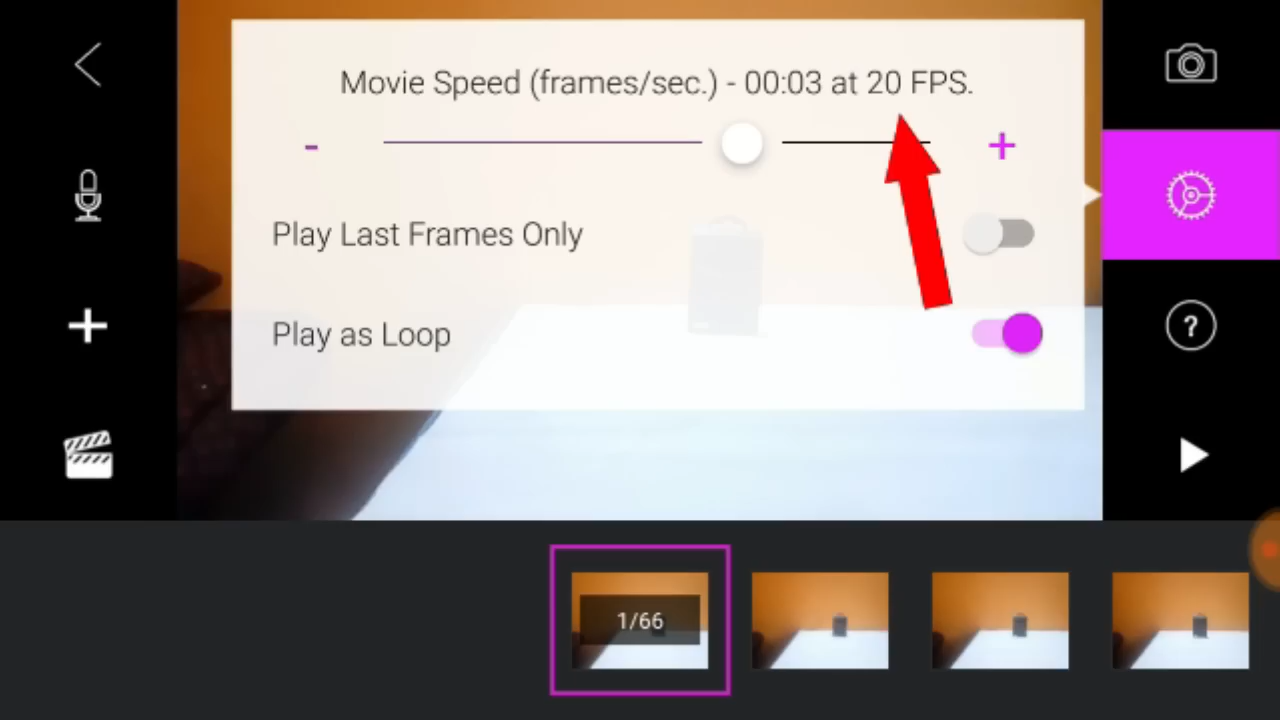 Movie Speed (frames/sec.) - 00:03 at 20 FPS.
- +
Play Last Frames Only
Play as Loop
?
1/66